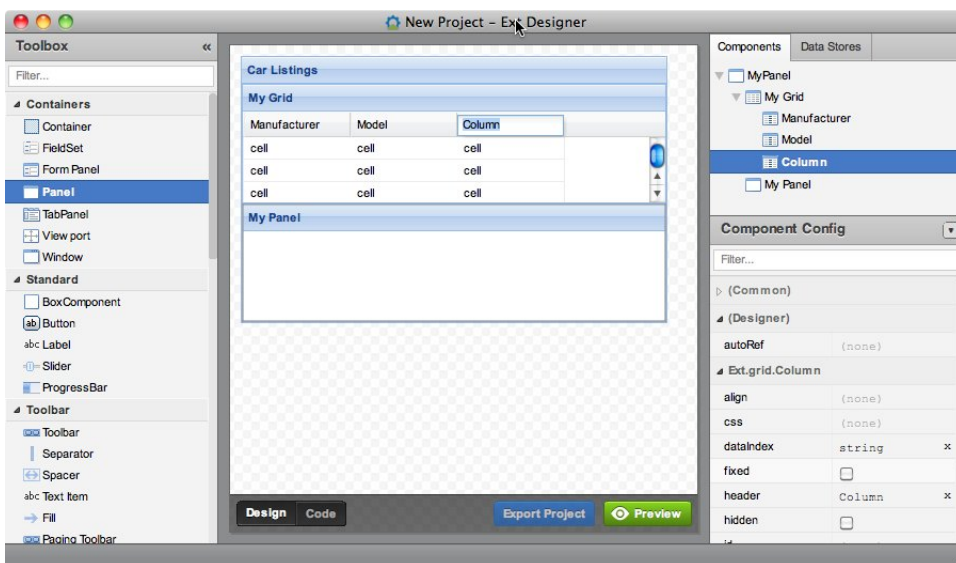 New Project – Ext Designer
Toolbox «
Filter...
Containers
Container
FieldSet
Form Panel
Panel
TabPanel
View port
Window
Standard
BoxComponent
ab Button
abc Label
Slider
ProgressBar
Toolbar
Toolbar
Separator
Spacer
abc Text Item
Fill
Paging Toolbar
Car Listings
My Grid
Manufacturer Model Column
cell cell cell
cell cell cell
cell cell cell
My Panel
Design Code Export Project Preview
Components Data Stores
MyPanel
My Grid
Manufacturer
Model
Column
My Panel
Component Config
Filter...
(Common)
(Designer)
autoRef (none)
Ext.grid.Column
align (none)
css (none)
dataIndex string x
fixed
header Column x
hidden